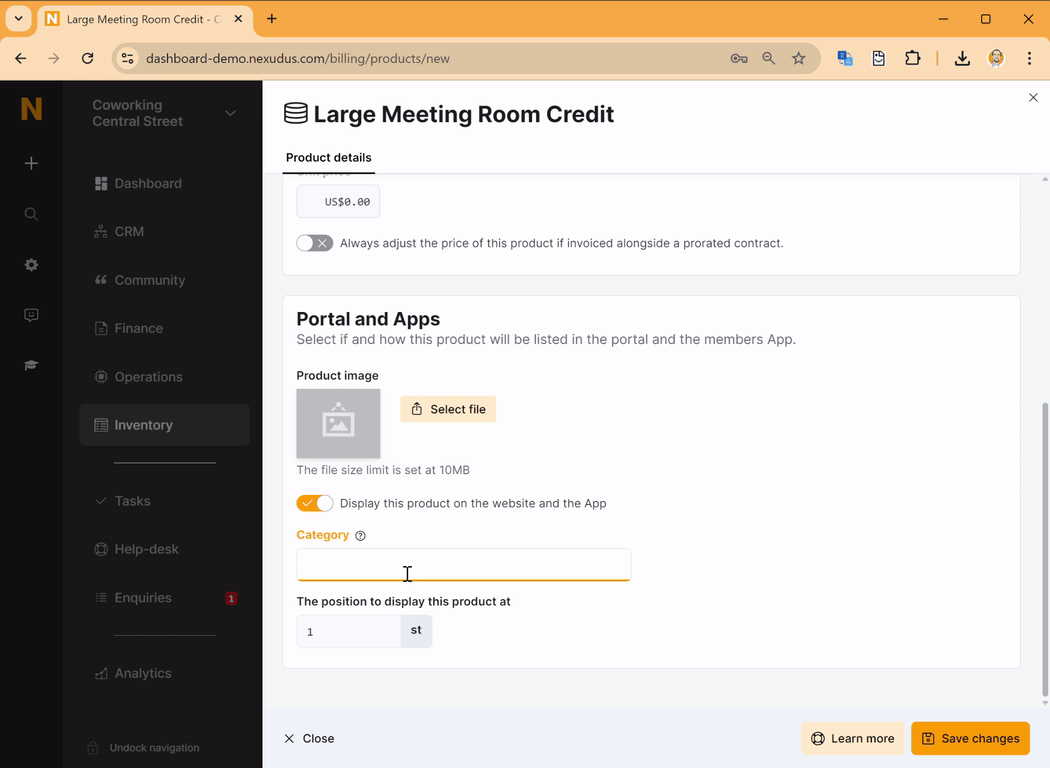 Large Meeting Room Credit - C
dashboard-demo.nexudus.com/billing/products/new
N
Coworking
Central Street
Dashboard
CRM
Community
Finance
Operations
Inventory
Tasks
Help-desk
Enquiries 1
Analytics
Undock navigation
Large Meeting Room Credit
Product details
US$0.00
Always adjust the price of this product if invoiced alongside a prorated contract.
Portal and Apps
Select if and how this product will be listed in the portal and the members App.
Product image
Select file
The file size limit is set at 10MB
Display this product on the website and the App
Category
The position to display this product at
1 st
Close
Learn more
Save changes